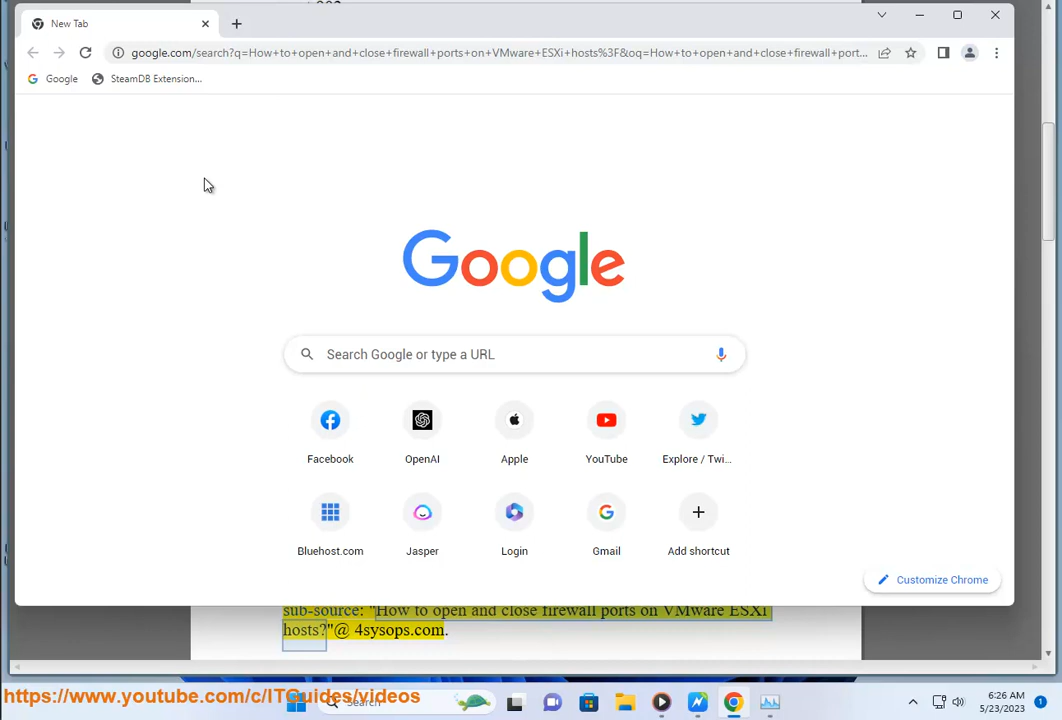 New Tab
google.com/search?q=How+to+open+and+close+firewall+ports+on+VMware+ESXi+hosts%3F&oq=How+to+open+and+close+firewall+port...
Google
SteamDB Extension...
Google
Search Google or type a URL
Facebook
OpenAI
Apple
YouTube
Explore / Twi...
Bluehost.com
Jasper
Login
Gmail
Add shortcut
Customize Chrome
sub-source: "How to open and close firewall ports on VMware ESXi
hosts?"@ 4sysops.com.
https://www.youtube.com/c/ITGuides/videos
Search
6:26 AM
5/23/2023
1